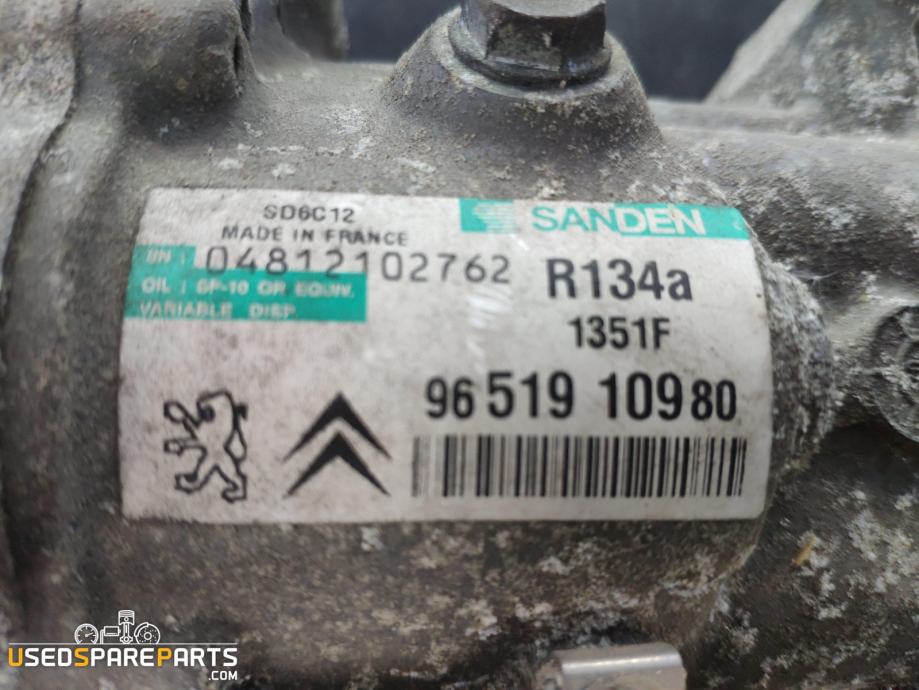 SD6C12
MADE IN FRANCE
SANDEN
SN : 04812102762
OIL : SP-10 OR EQUIV.
VARIABLE DISP.
R134a
1351F
96 519 109 80
USEDSPAREPARTS.COM